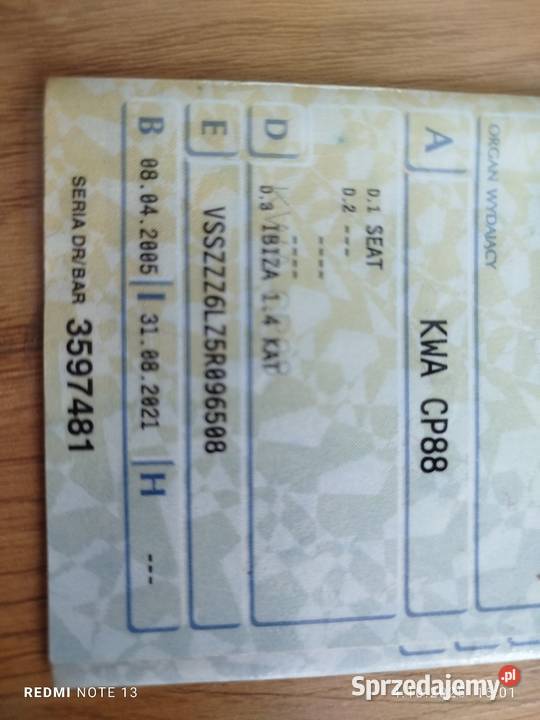 ORGAN WYDAJĄCY
A KWA CP88
D.1 SEAT
D.2 ---
----
----
D
D.3 IBIZA 1.4 KAT
E VSSZZZ6LZ5R096508
B 08.04.2005 I 31.08.2021 H ---
SERIA DR/BAR 3597481
REDMI NOTE 13
Sprzedajemy.pl